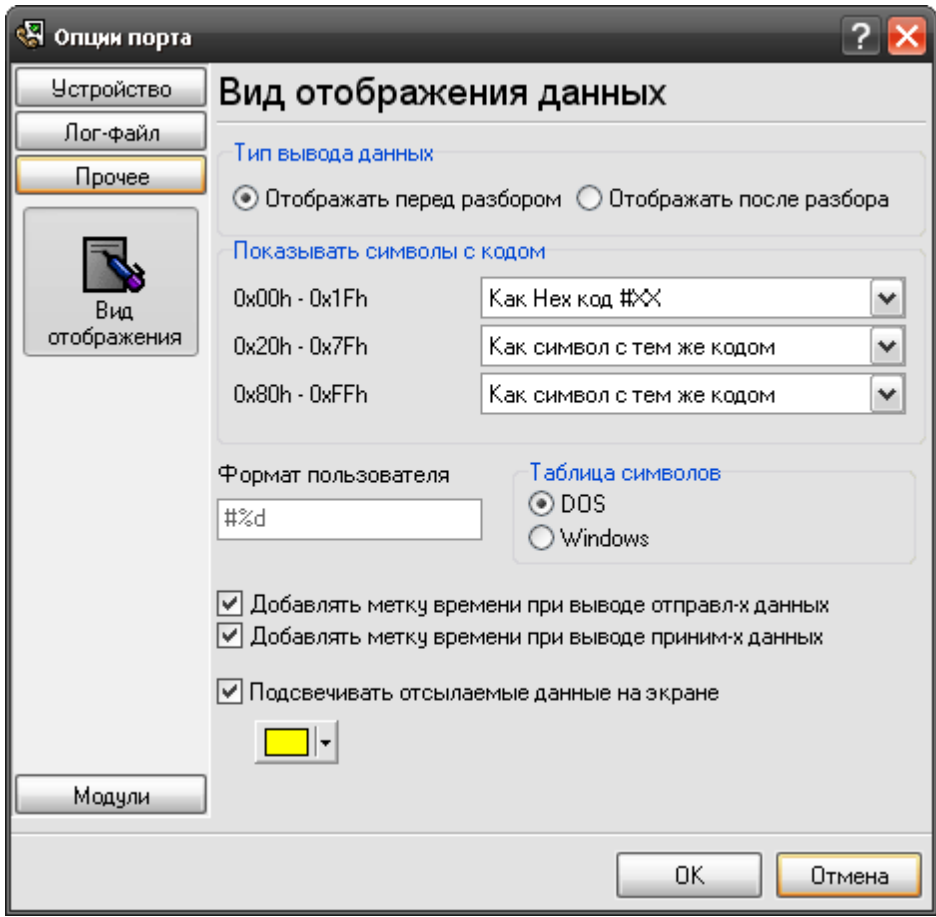 Опции порта
?
Устройство
Лог-файл
Прочее
Вид
отображения
Модули
Вид отображения данных
Тип вывода данных
Отображать перед разбором Отображать после разбора
Показывать символы с кодом
0x00h - 0x1Fh Как Hex код #XX
0x20h - 0x7Fh Как символ с тем же кодом
0x80h - 0xFFh Как символ с тем же кодом
Формат пользователя
#%d
Таблица символов
DOS
Windows
Добавлять метку времени при выводе отправл-х данных
Добавлять метку времени при выводе приним-х данных
Подсвечивать отсылаемые данные на экране
OK Отмена